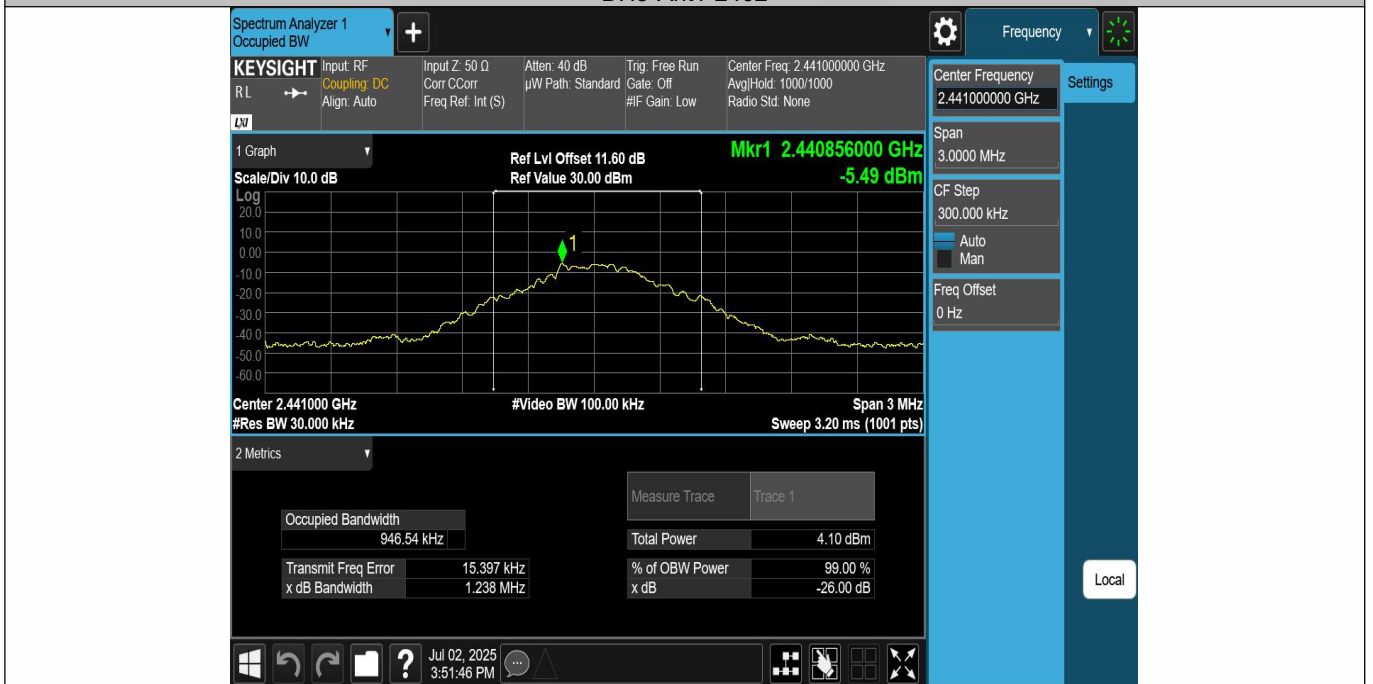 Spectrum Analyzer 1
Occupied BW
Frequency
KEYSIGHT
R L
LXI
Input: RF
Coupling: DC
Align: Auto
Input Z: 50 Ω
Corr CCorr
Freq Ref: Int (S)
Atten: 40 dB
µW Path: Standard
Trig: Free Run
Gate: Off
#IF Gain: Low
Center Freq: 2.441000000 GHz
Avg|Hold: 1000/1000
Radio Std: None
Center Frequency
2.441000000 GHz
Settings
Span
3.0000 MHz
CF Step
300.000 kHz
Auto
Man
Freq Offset
0 Hz
Local
1 Graph
Scale/Div 10.0 dB
Ref Lvl Offset 11.60 dB
Ref Value 30.00 dBm
Mkr1 2.440856000 GHz
-5.49 dBm
Log
20.0
10.0
0.00
-10.0
-20.0
-30.0
-40.0
-50.0
-60.0
1
Center 2.441000 GHz
#Res BW 30.000 kHz
#Video BW 100.00 kHz
Span 3 MHz
Sweep 3.20 ms (1001 pts)
2 Metrics
Measure Trace Trace 1
Occupied Bandwidth
946.54 kHz
Total Power 4.10 dBm
Transmit Freq Error 15.397 kHz
% of OBW Power 99.00 %
x dB Bandwidth 1.238 MHz
x dB -26.00 dB
Jul 02, 2025
3:51:46 PM